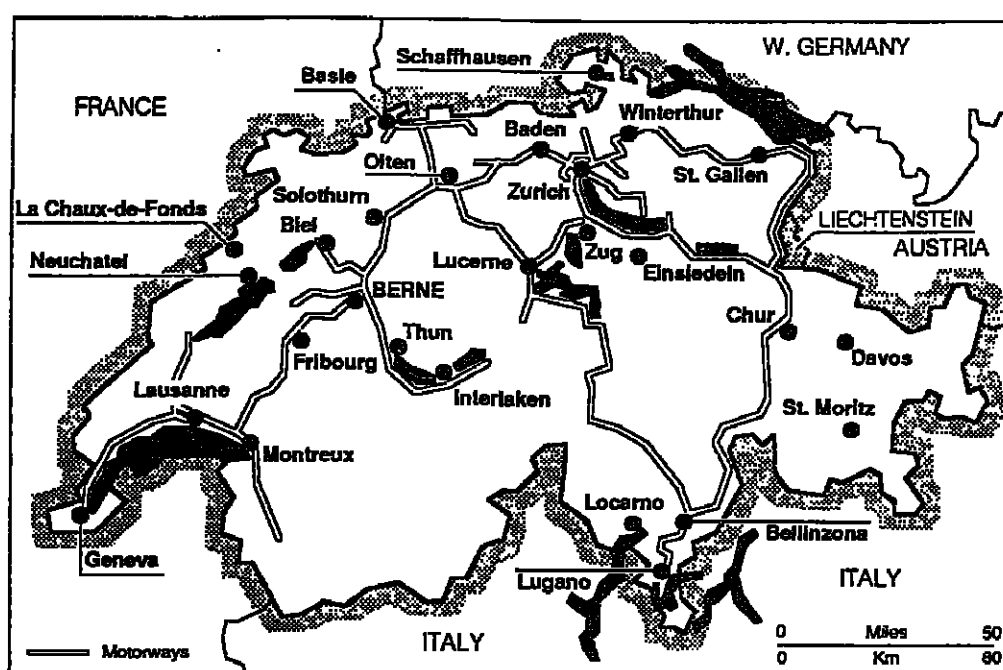 Schaffhausen
W. GERMANY
Basle
FRANCE
Winterthur
Baden
Olten
Zurich
St. Gallen
Solothurn
La Chaux-de-Fonds
Biel
LIECHTENSTEIN
Zug
AUSTRIA
Neuchatel
Lucerne
Einsiedeln
BERNE
Chur
Thun
Fribourg
Davos
Lausanne
Interlaken
St. Moritz
Montreux
Locarno
Bellinzona
Geneva
Lugano
ITALY
ITALY
Motorways
0 Miles 50
0 Km 80